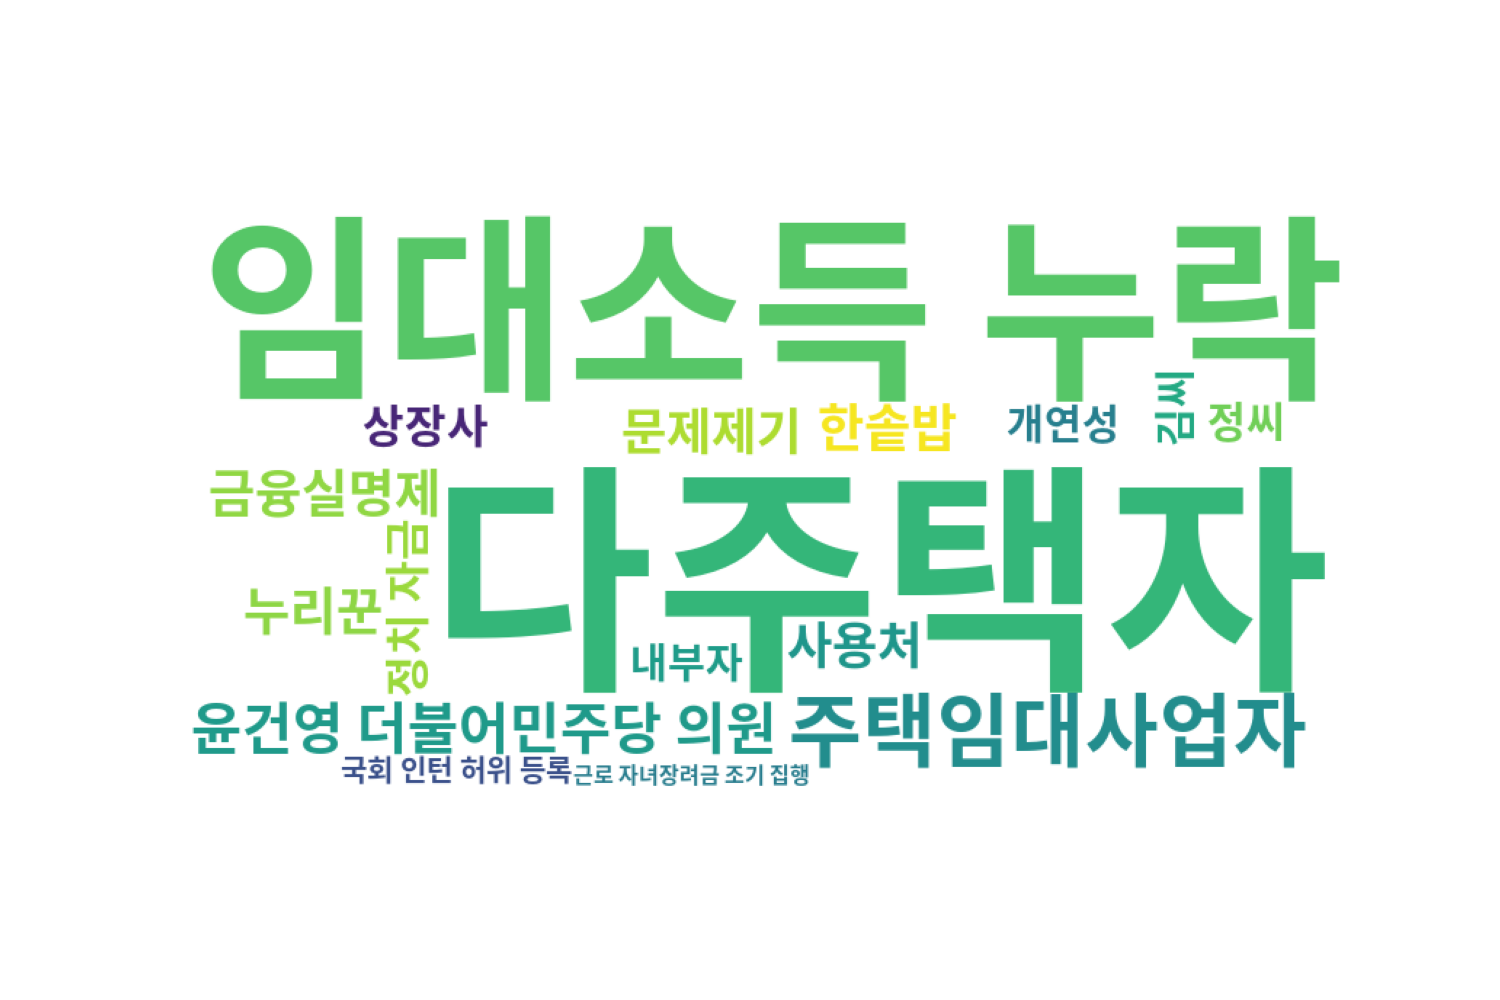 임대소득 누락
상장사
문제제기
한솥밥
개연성
김씨
정씨
금융실명제
다주택자
정치 자금
누리꾼
내부자
사용처
윤건영 더불어민주당 의원
주택임대사업자
국회 인턴 허위 등록
근로 자녀장려금 조기 집행